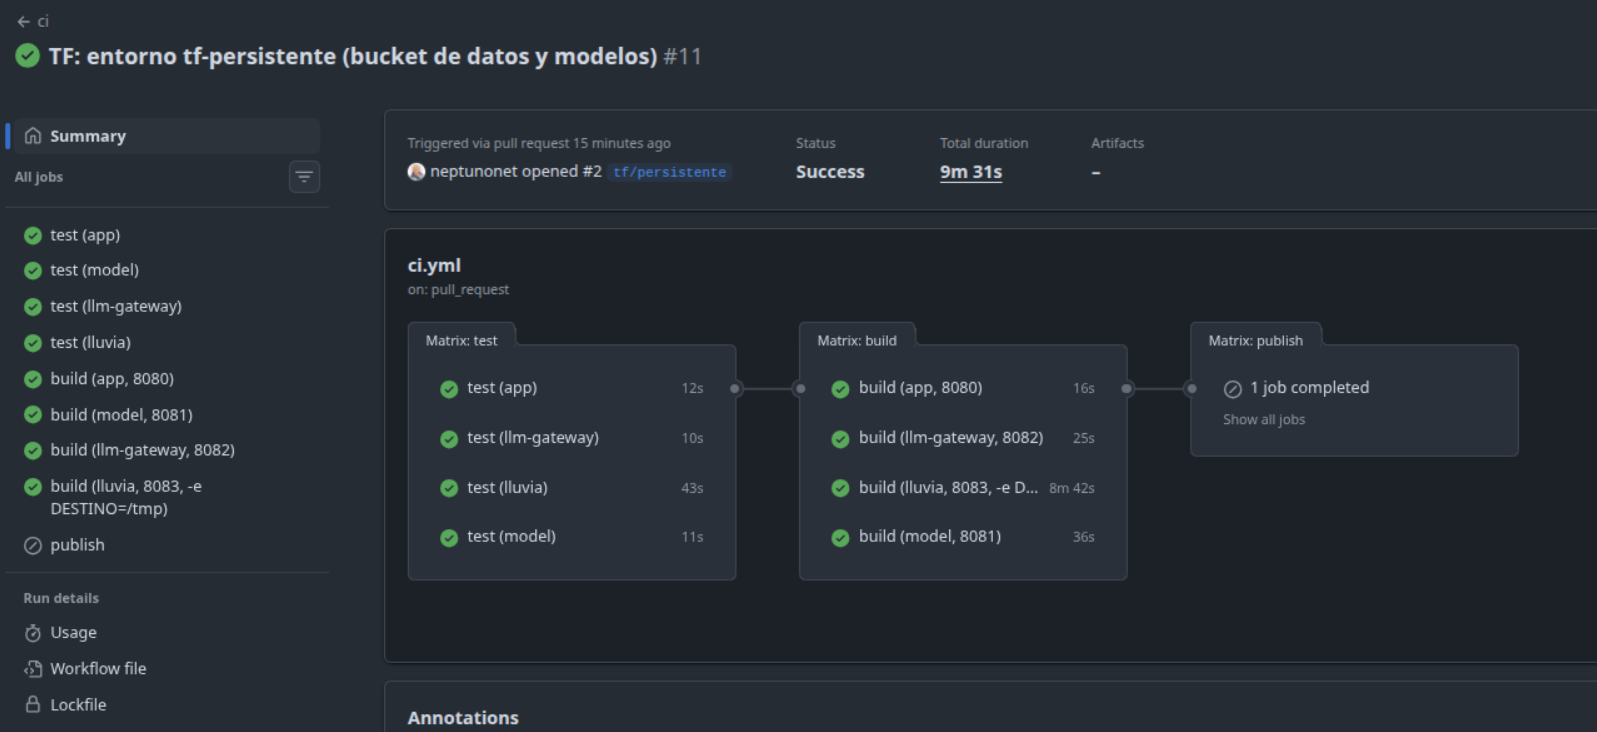 ← ci
TF: entorno tf-persistente (bucket de datos y modelos) #11
Summary
All jobs
test (app)
test (model)
test (llm-gateway)
test (lluvia)
build (app, 8080)
build (model, 8081)
build (llm-gateway, 8082)
build (lluvia, 8083, -e
DESTINO=/tmp)
publish
Run details
Usage
Workflow file
Lockfile
Triggered via pull request 15 minutes ago
neptunonet opened #2 tf/persistente
Status
Success
Total duration
9m 31s
Artifacts
–
ci.yml
on: pull_request
Matrix: test
test (app) 12s
test (llm-gateway) 10s
test (lluvia) 43s
test (model) 11s
Matrix: build
build (app, 8080) 16s
build (llm-gateway, 8082) 25s
build (lluvia, 8083, -e D... 8m 42s
build (model, 8081) 36s
Matrix: publish
1 job completed
Show all jobs
Annotations